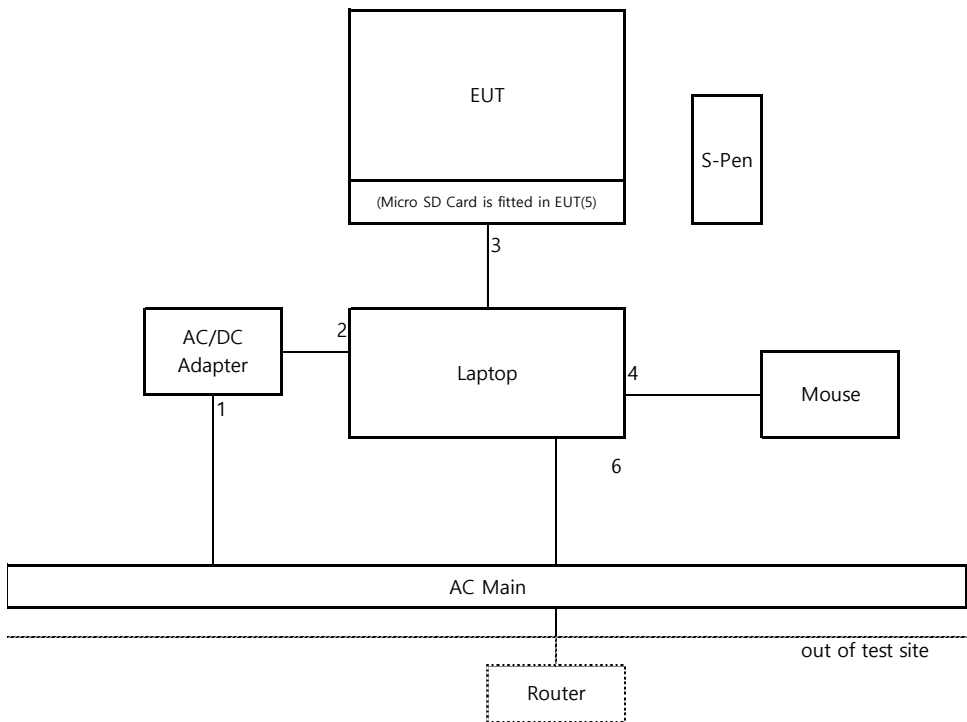 EUT
S-Pen
(Micro SD Card is fitted in EUT(5)
3
2
AC/DC
Adapter
Laptop
4
Mouse
1
6
AC Main
out of test site
Router